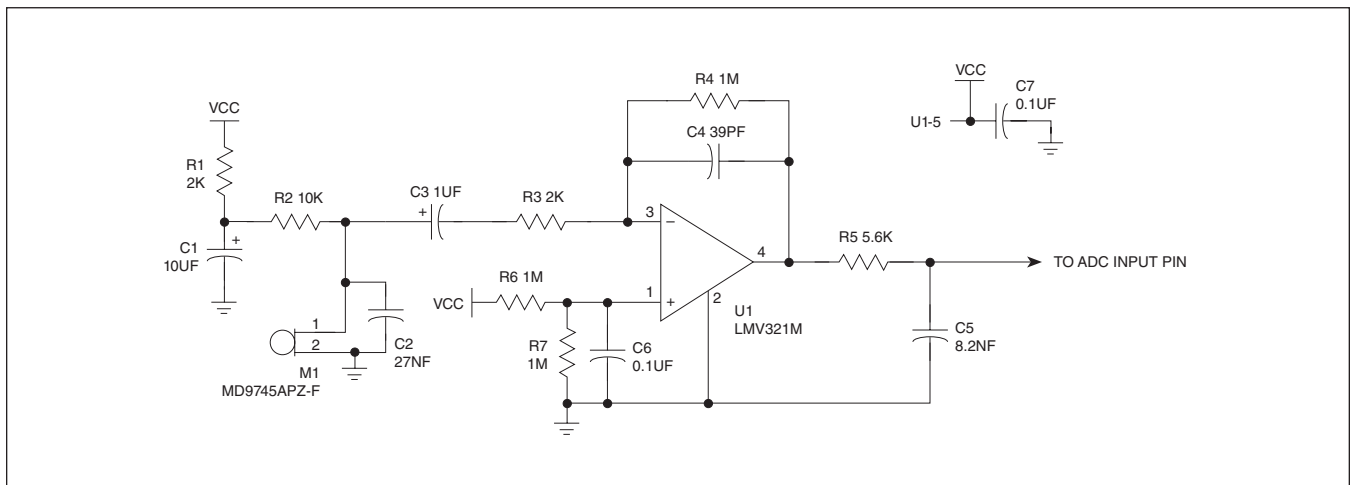 VCC
R1
2K
R2 10K
C1
+
10UF
C3 1UF
+
R3 2K
1
2
C2
27NF
M1
MD9745APZ-F
R4 1M
C4 39PF
3
−
4
1
+
2
U1
LMV321M
VCC
R6 1M
R7
1M
C6
0.1UF
R5 5.6K
TO ADC INPUT PIN
C5
8.2NF
VCC
C7
0.1UF
U1-5